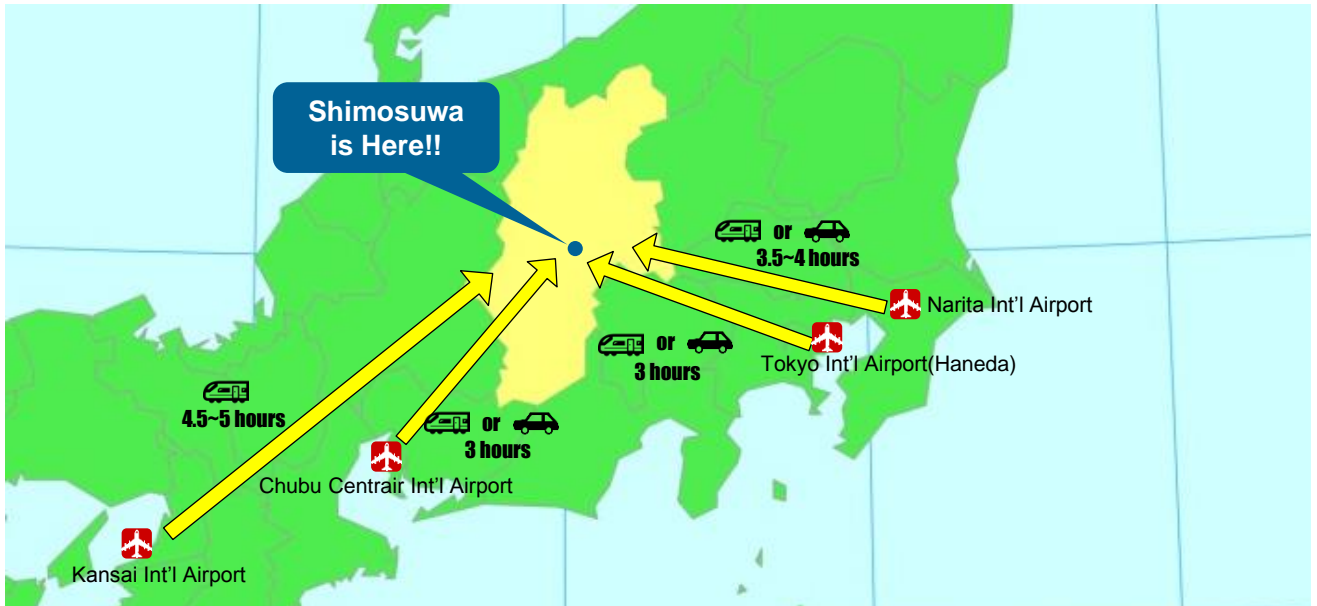 Shimosuwa
is Here!!
or
3.5~4 hours
Narita Int'l Airport
or
3 hours
Tokyo Int'l Airport(Haneda)
4.5~5 hours
or
3 hours
Chubu Centrair Int'l Airport
Kansai Int'l Airport